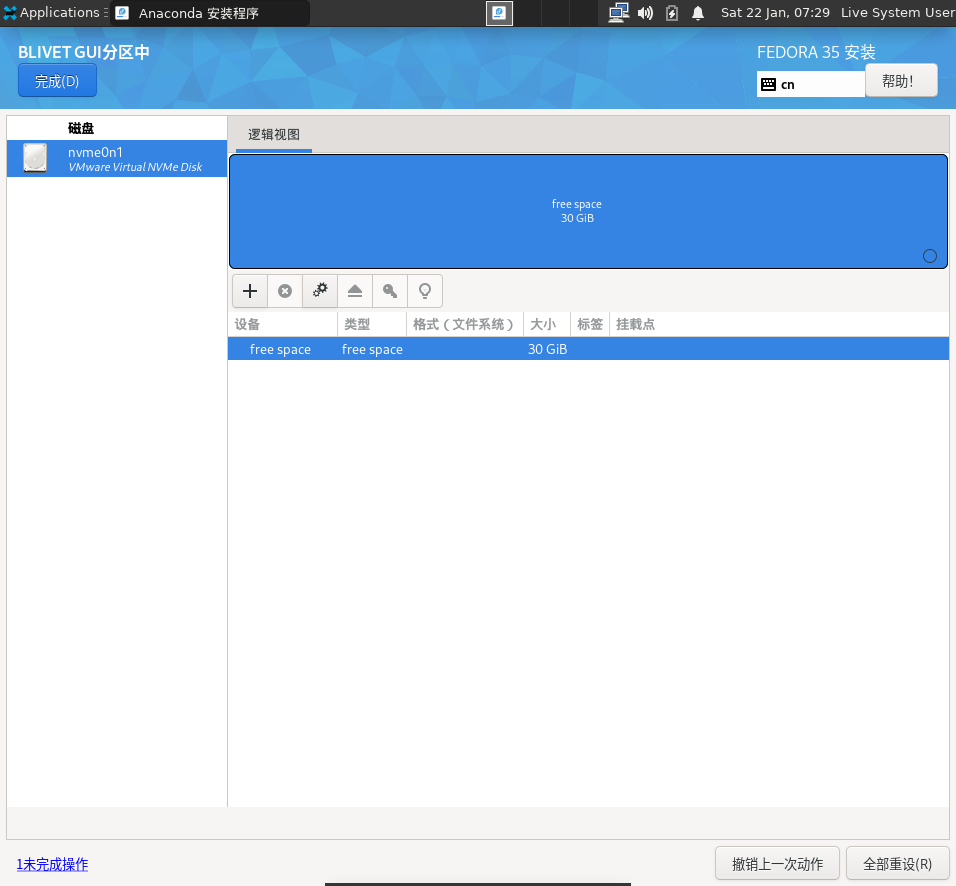 Applications
Anaconda 安装程序
Sat 22 Jan, 07:29
Live System User
BLIVET GUI分区中
FEDORA 35 安装
完成(D)
cn
帮助!
磁盘
nvme0n1
VMware Virtual NVMe Disk
逻辑视图
free space
30 GiB
设备 类型 格式（文件系统） 大小 标签 挂载点
free space free space 30 GiB
1未完成操作
撤销上一次动作
全部重设(R)